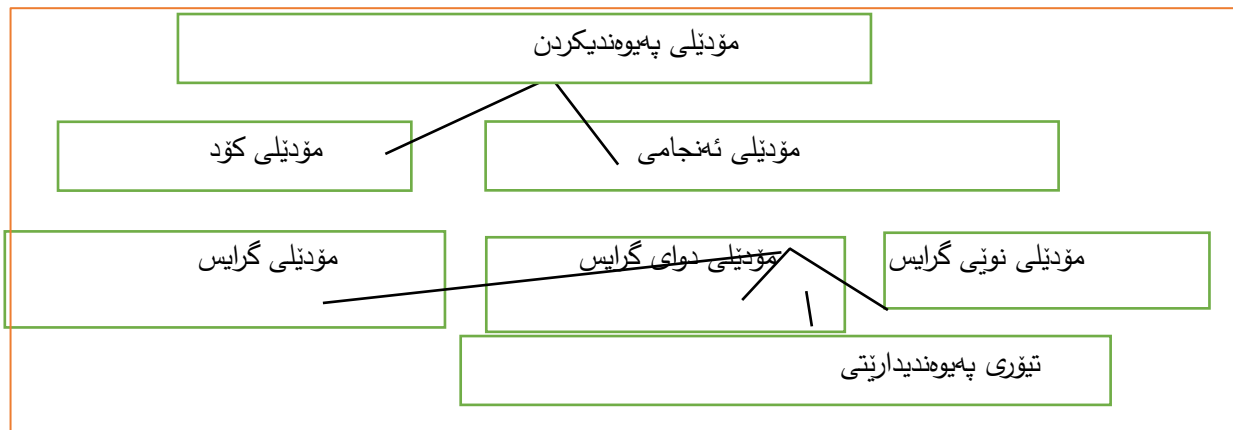 مۆدێلی پەیوەندیکردن
مۆدێلی ئەنجامی
مۆدێلی کۆد
مۆدێلی نوێی گرایس
مۆدێلی دوای گرایس
مۆدێلی گرایس
تیۆری پەیوەندیدارێتی